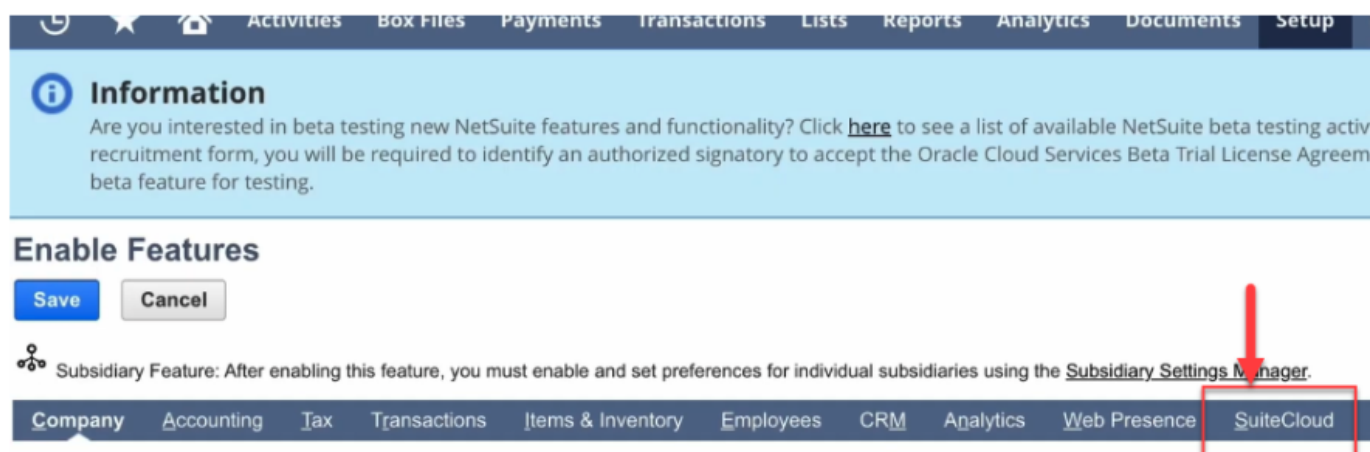 Activities Box Files Payments Transactions Lists Reports Analytics Documents Setup
Information
Are you interested in beta testing new NetSuite features and functionality? Click here to see a list of available NetSuite beta testing activ
recruitment form, you will be required to identify an authorized signatory to accept the Oracle Cloud Services Beta Trial License Agreem
beta feature for testing.
Enable Features
Save Cancel
Subsidiary Feature: After enabling this feature, you must enable and set preferences for individual subsidiaries using the Subsidiary Settings Manager.
Company Accounting Tax Transactions Items & Inventory Employees CRM Analytics Web Presence SuiteCloud